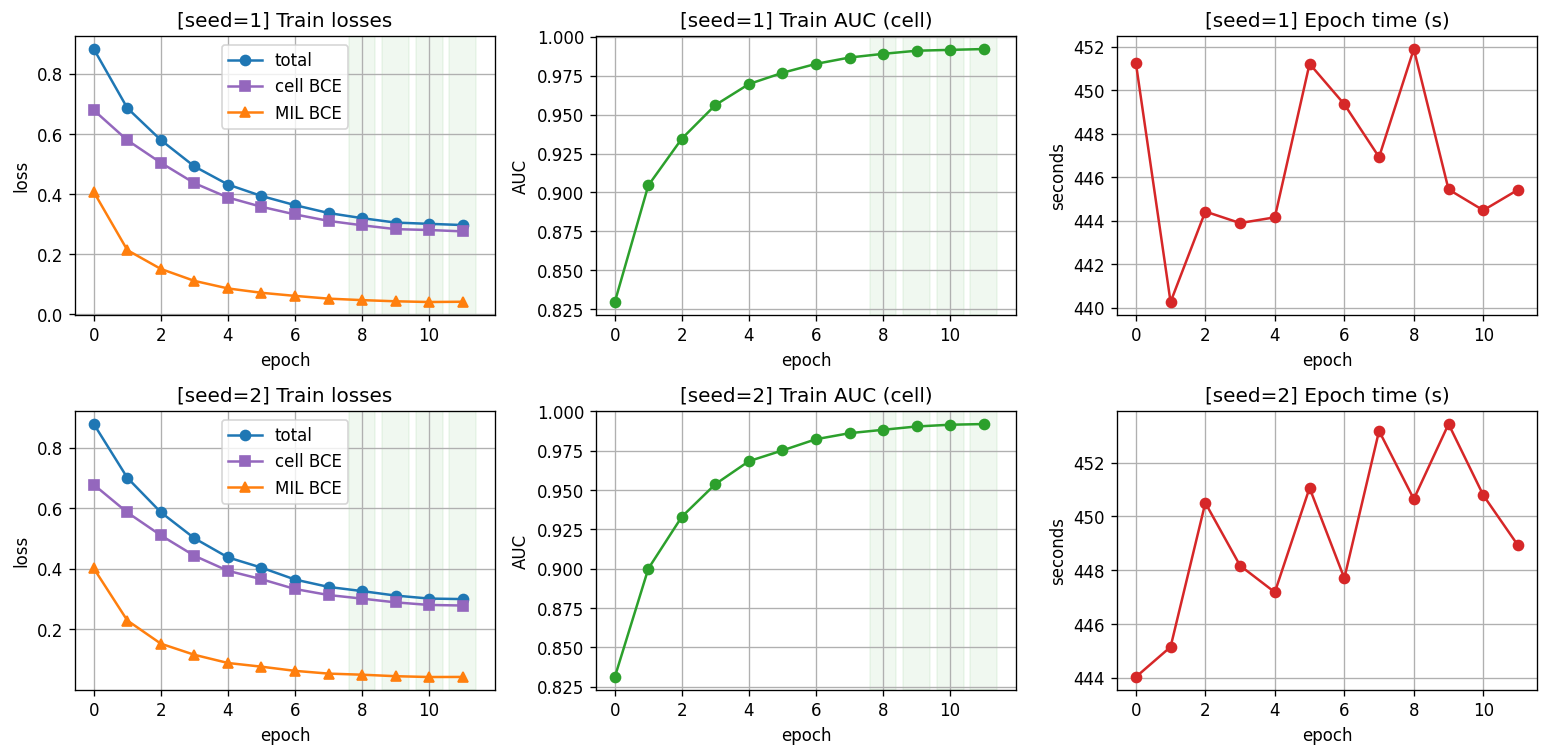 [seed=1] Train losses
0.8
0.6
0.4
0.2
0.0
loss
total
cell BCE
MIL BCE
0 2 4 6 8 10
epoch
[seed=1] Train AUC (cell)
1.000
0.975
0.950
0.925
0.900
0.875
0.850
0.825
AUC
0 2 4 6 8 10
epoch
[seed=1] Epoch time (s)
452
450
448
446
444
442
440
seconds
0 2 4 6 8 10
epoch
[seed=2] Train losses
0.8
0.6
0.4
0.2
loss
total
cell BCE
MIL BCE
0 2 4 6 8 10
epoch
[seed=2] Train AUC (cell)
1.000
0.975
0.950
0.925
0.900
0.875
0.850
0.825
AUC
0 2 4 6 8 10
epoch
[seed=2] Epoch time (s)
452
450
448
446
444
seconds
0 2 4 6 8 10
epoch